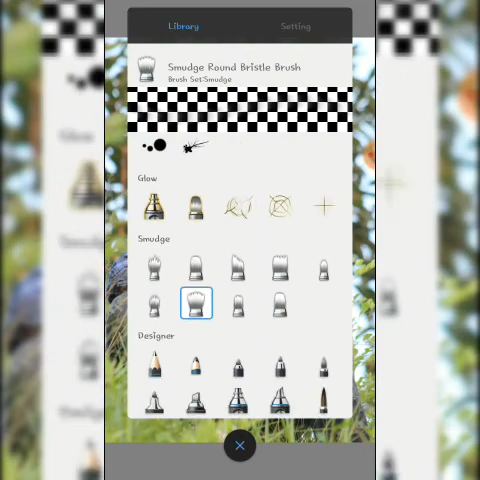 Library
Setting
Smudge Round Bristle Brush
Brush Set:Smudge
Glow
Smudge
Designer